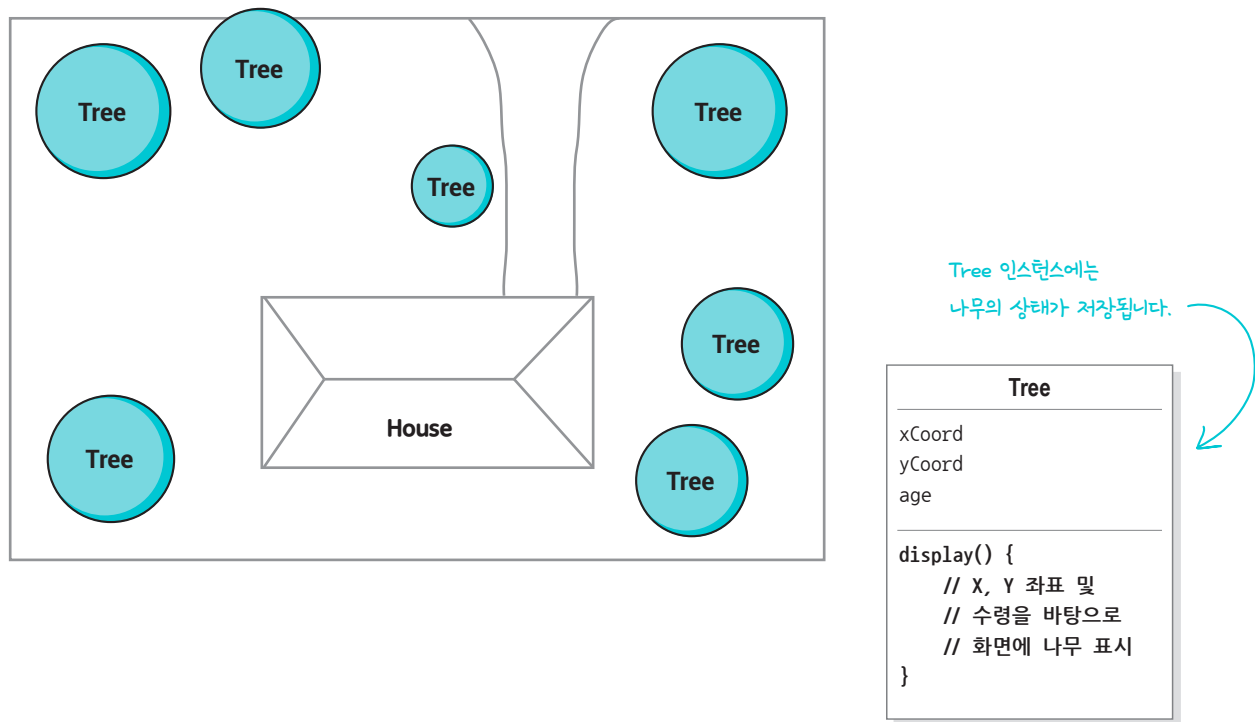 Tree
Tree
Tree
Tree
Tree
House
Tree
Tree
Tree 인스턴스에는
나무의 상태가 저장됩니다.
Tree
xCoord
yCoord
age
display() {
// X, Y 좌표 및
// 수령을 바탕으로
// 화면에 나무 표시
}